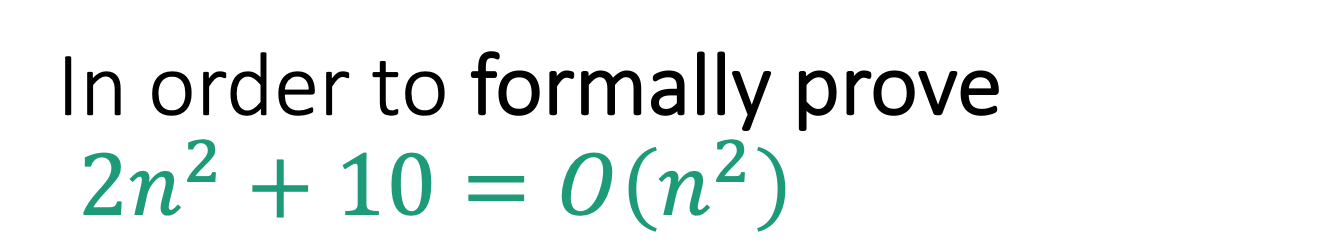 In order to formally prove
2n² + 10 = O(n²)